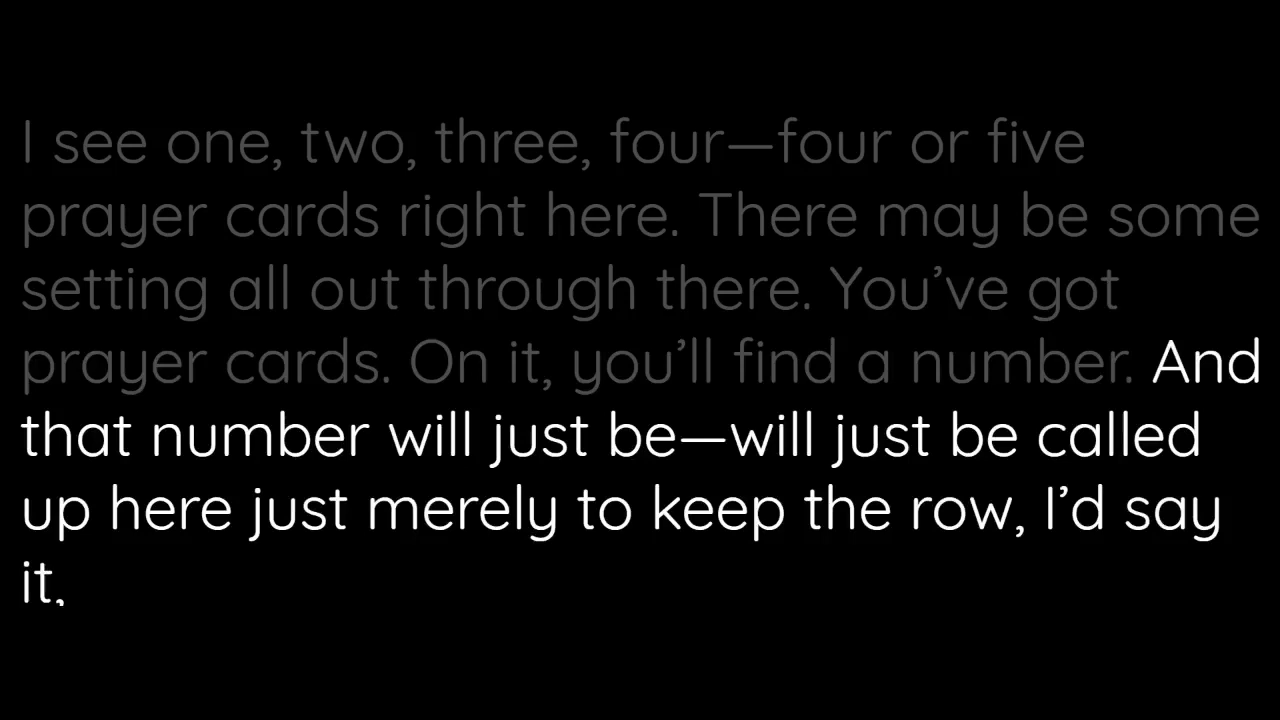 I see one, two, three, four—four or five
prayer cards right here. There may be some
setting all out through there. You’ve got
prayer cards. On it, you’ll find a number. And
that number will just be—will just be called
up here just merely to keep the row, I’d say
it,